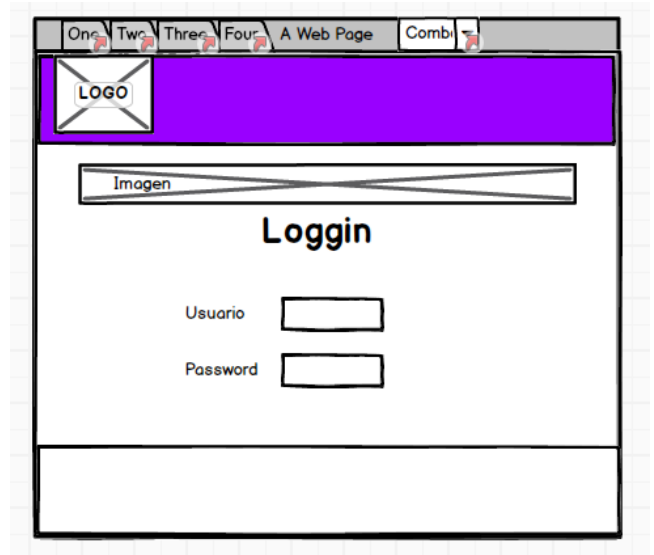 One Two Three Four A Web Page Comb
LOGO
Imagen
Loggin
Usuario
Password